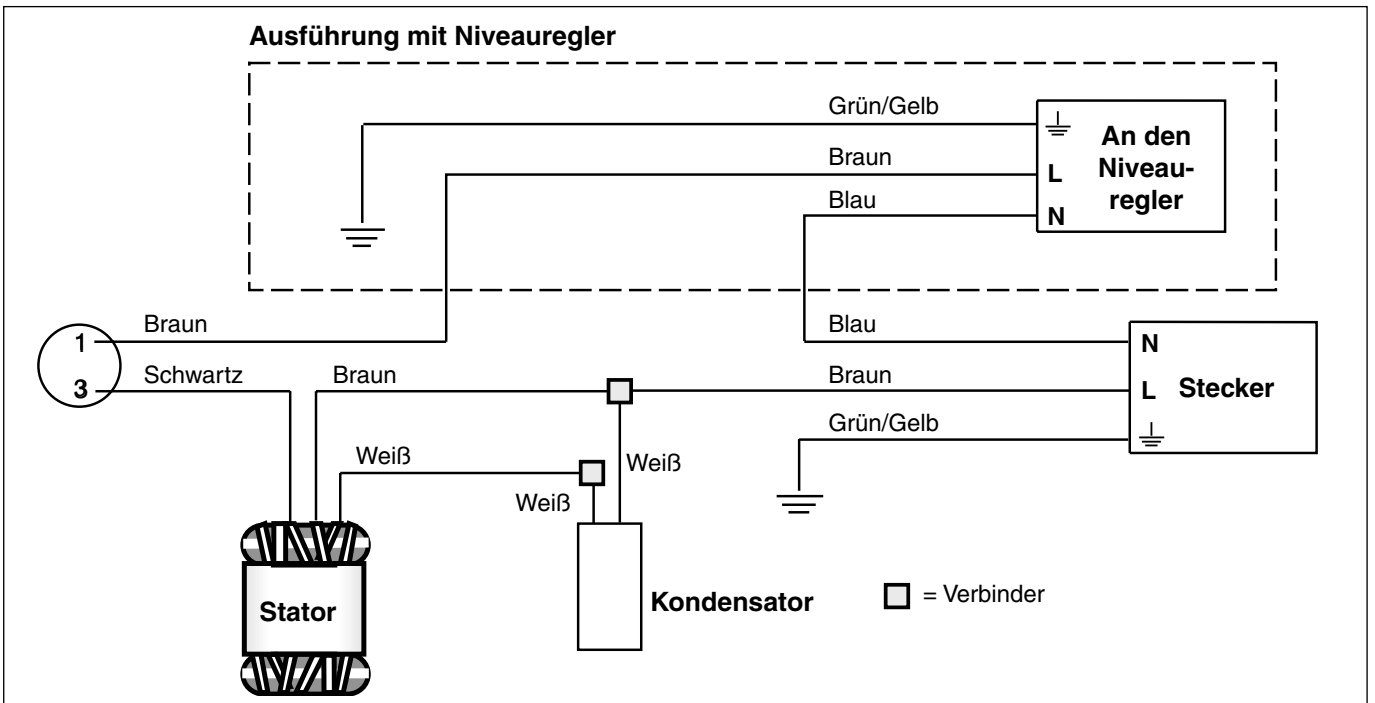 Ausführung mit Niveauregler
Grün/Gelb
An den
Braun
L
Niveau-
regler
Blau
N
Braun
1
Blau
N
Schwartz
3
Braun
Braun
L
Stecker
Grün/Gelb
Weiß
Weiß
Weiß
Stator
Kondensator
= Verbinder